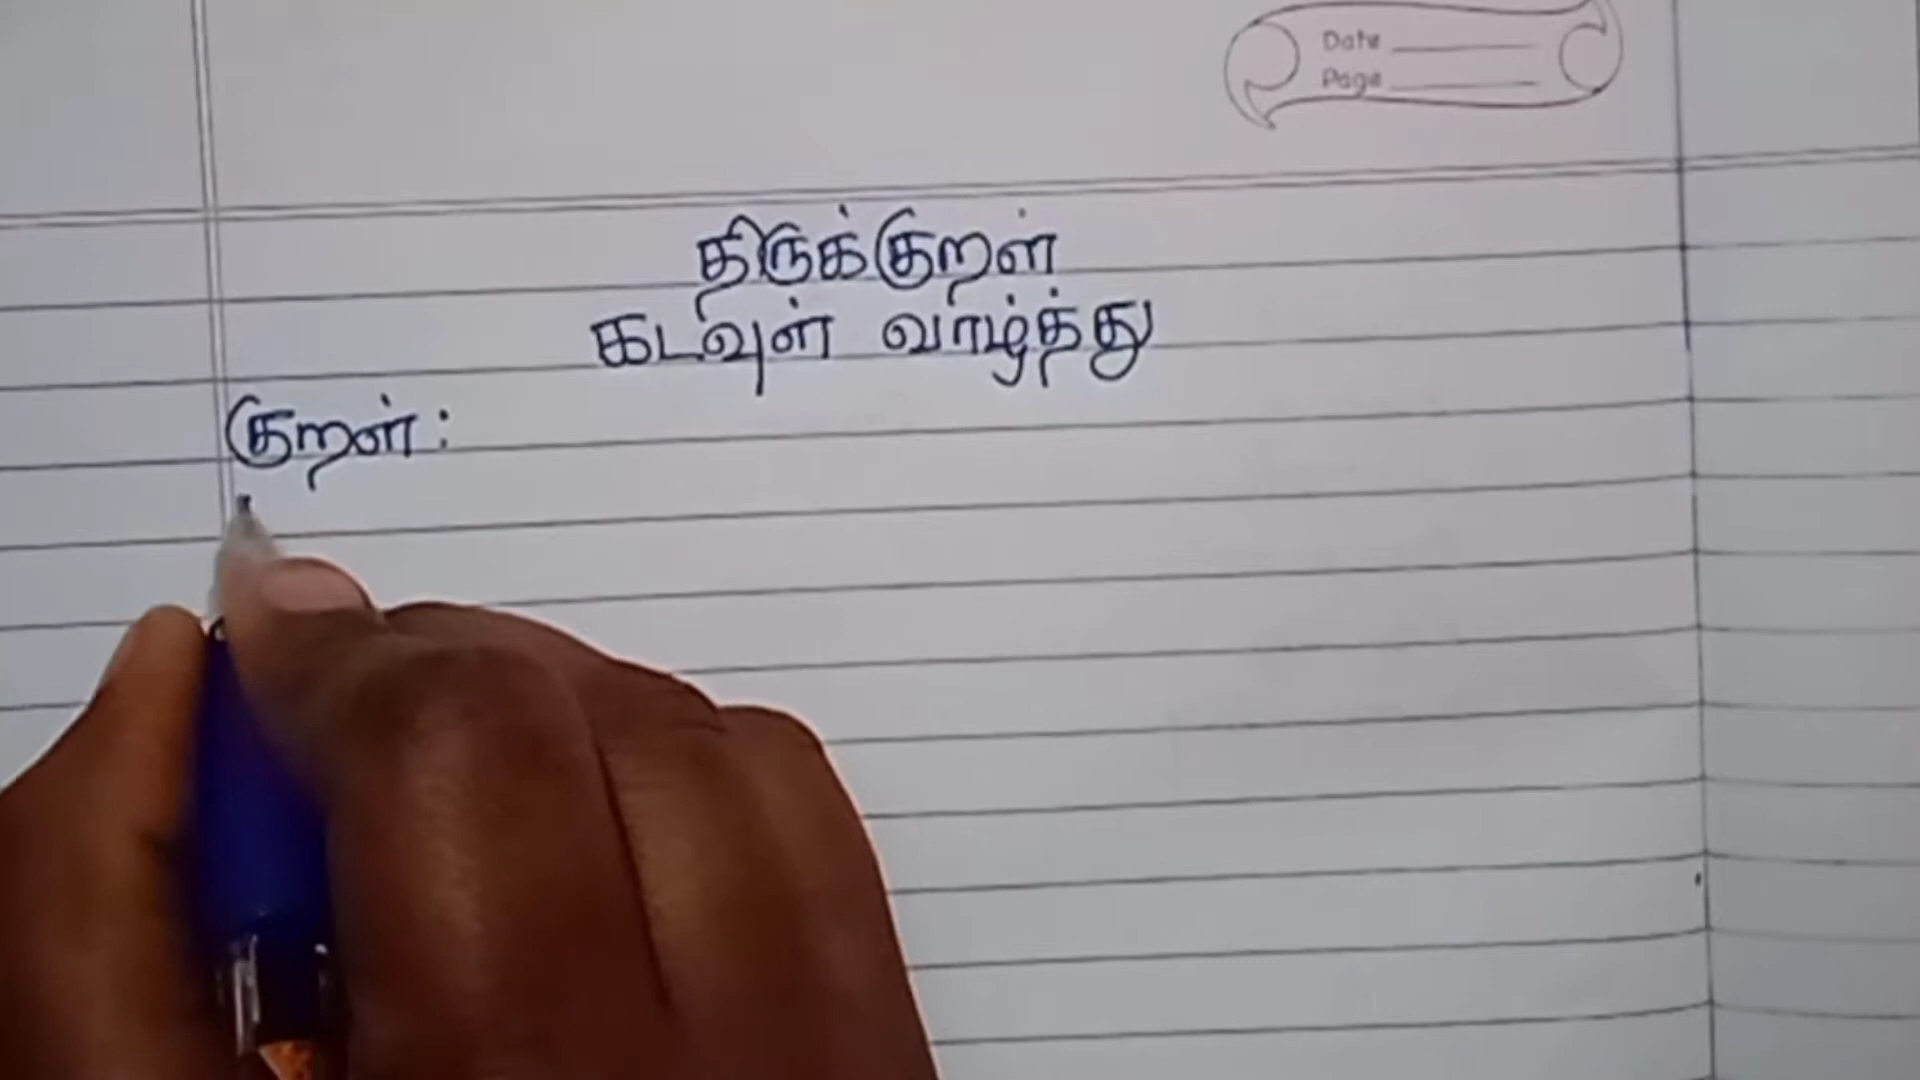 Date
Page
திருக்குறள்
கடவுள் வாழ்த்து
குறள் :